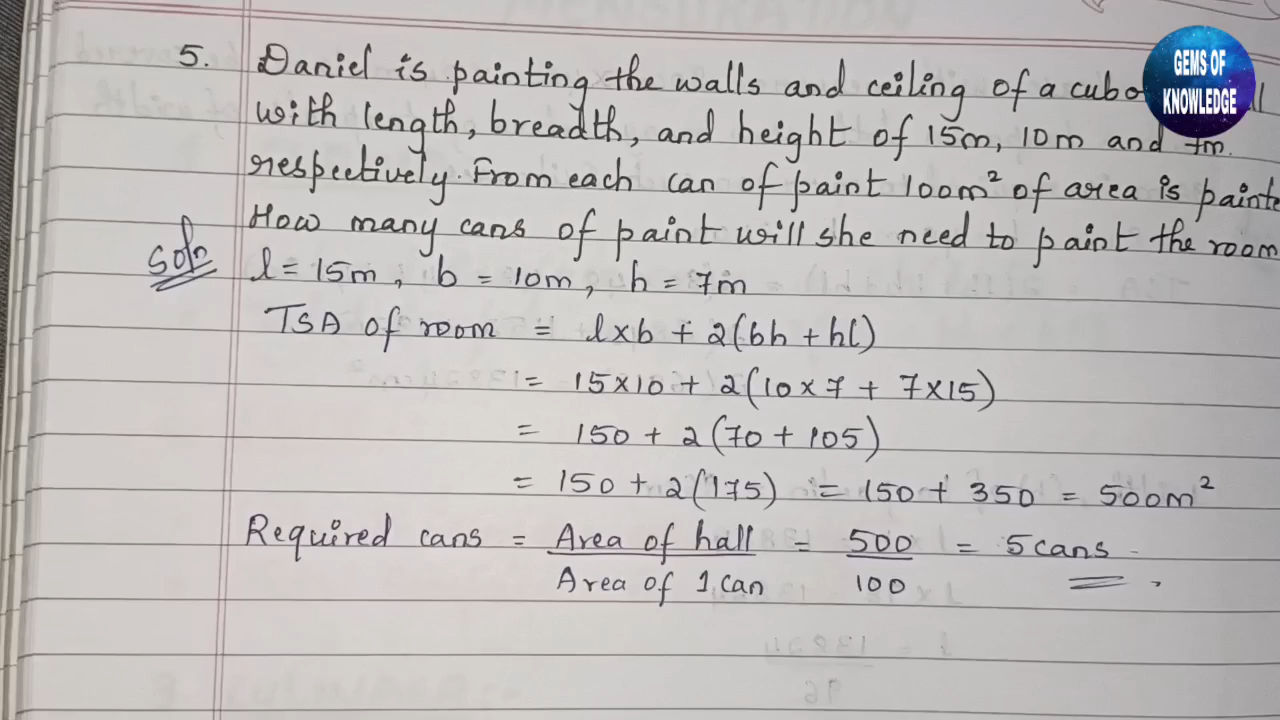 5. Daniel is painting the walls and ceiling of a cubo
with length, breadth, and height of 15m, 10m and 7m.
respectively. From each can of paint 100m² of area is painte
How many cans of paint will she need to paint the room
Soln l = 15m, b = 10m, h = 7m
TSA of room = l×b + 2(bh + hl)
= 15×10 + 2(10×7 + 7×15)
= 150 + 2(70 + 105)
= 150 + 2(175) = 150 + 350 = 500m²
Required cans = Area of hall / Area of 1 can = 500 / 100 = 5 cans.
GEMS OF
KNOWLEDGE